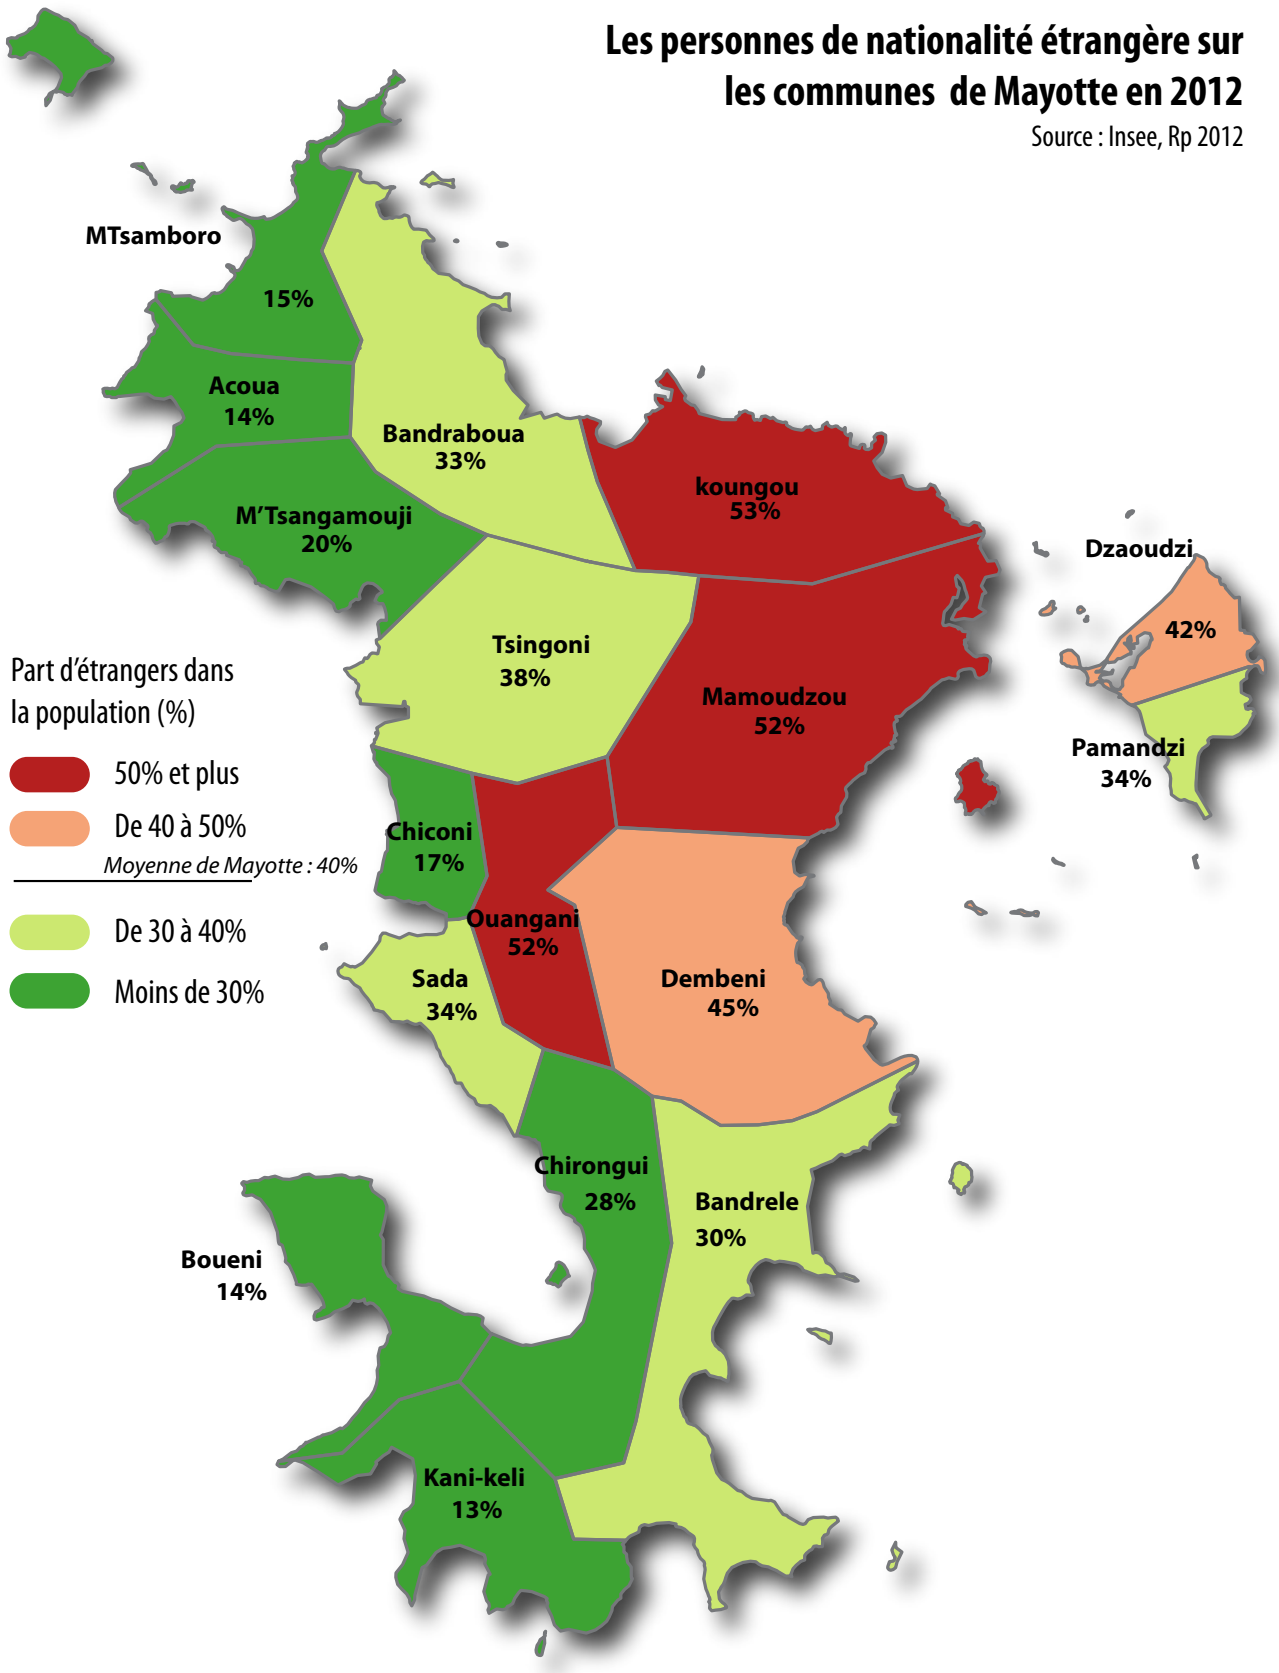 Les personnes de nationalité étrangère sur
les communes de Mayotte en 2012
Source : Insee, Rp 2012
MTsamboro
15%
Acoua
14%
Bandraboua
33%
M'Tsangamouji
20%
koungou
53%
Dzaoudzi
42%
Tsingoni
38%
Mamoudzou
52%
Pamandzi
34%
Part d'étrangers dans
la population (%)
50% et plus
De 40 à 50%
Moyenne de Mayotte : 40%
De 30 à 40%
Moins de 30%
Chiconi
17%
Ouangani
52%
Sada
34%
Dembeni
45%
Chirongui
28%
Bandrele
30%
Boueni
14%
Kani-keli
13%